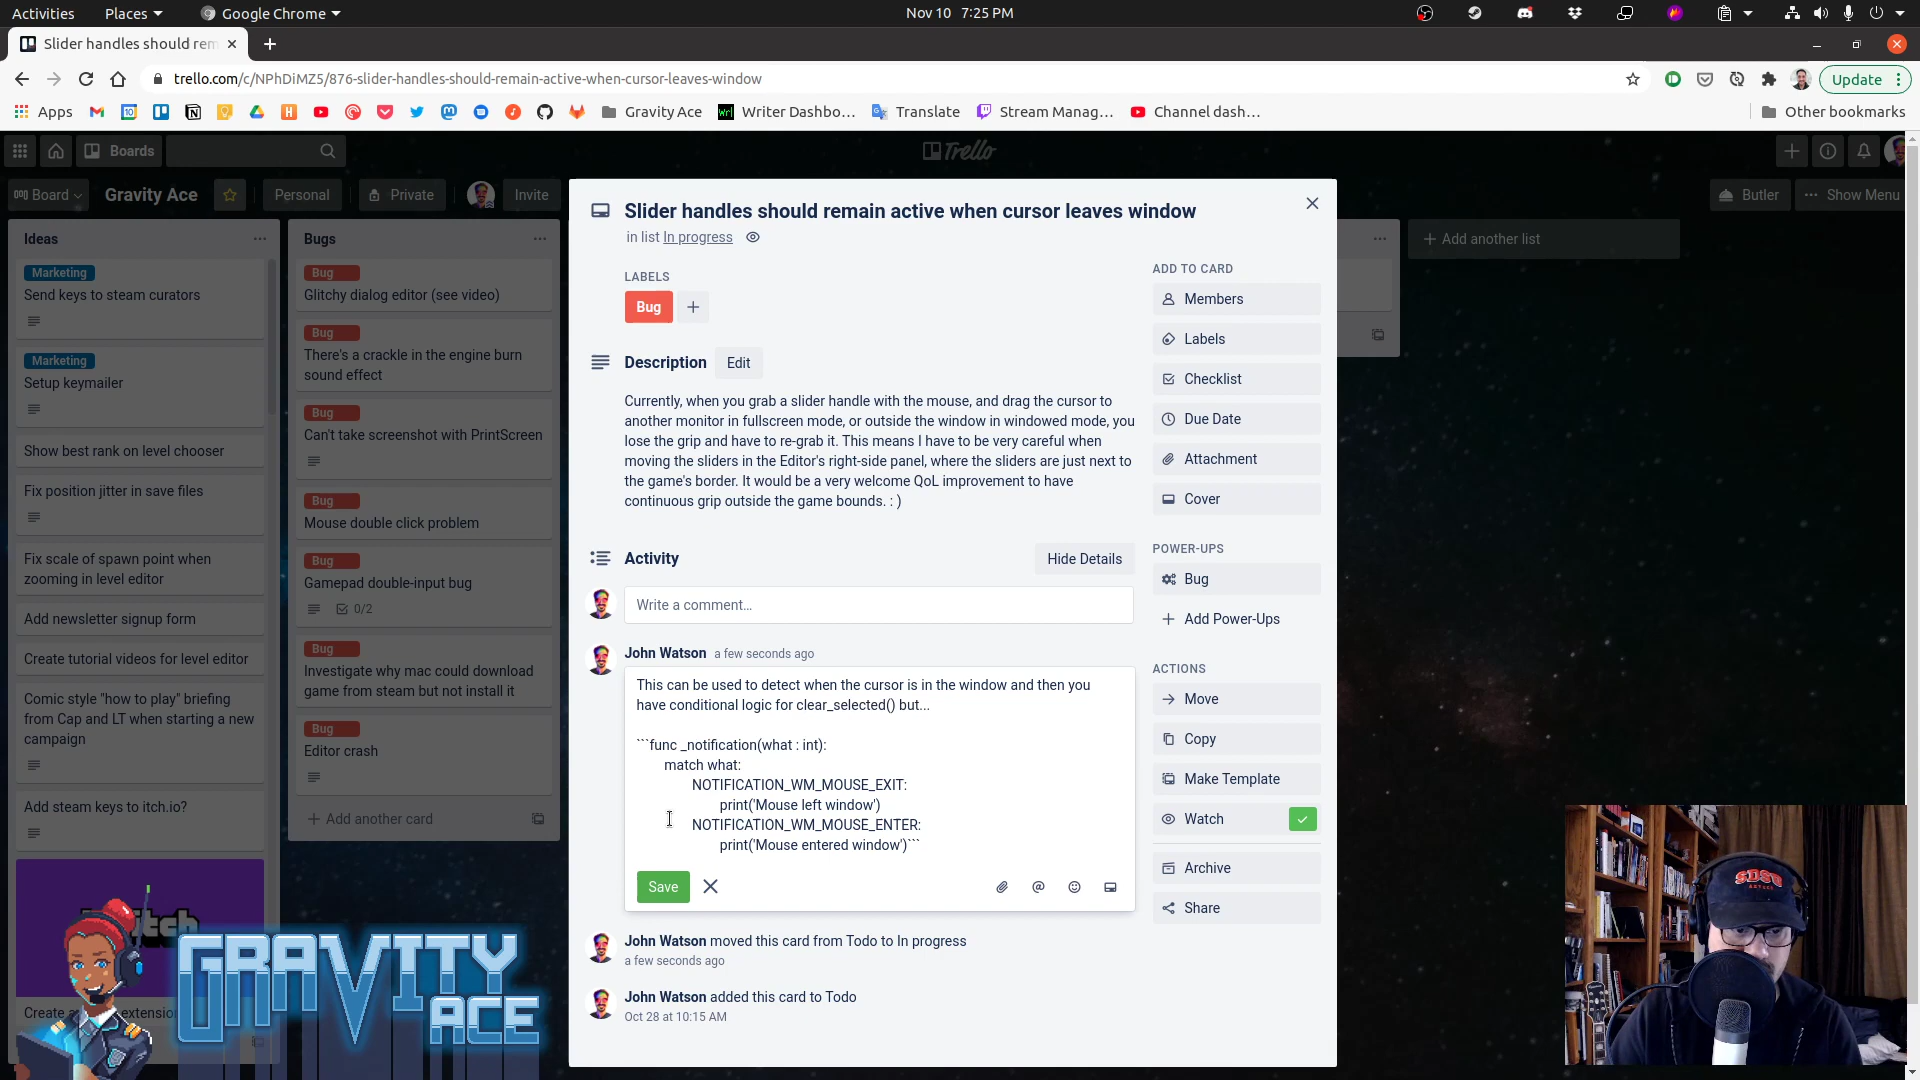 Activities Places Google Chrome Nov 10 7:25 PM
Slider handles should rem
trello.com/c/NPhDiMZ5/876-slider-handles-should-remain-active-when-cursor-leaves-window
Update
Apps Gravity Ace Writer Dashbo... Translate Stream Manag... Channel dash... Other bookmarks
Boards Trello
Board Gravity Ace Personal Private Invite Butler Show Menu
Ideas
Marketing
Send keys to steam curators
Marketing
Setup keymailer
Show best rank on level chooser
Fix position jitter in save files
Fix scale of spawn point when
zooming in level editor
Add newsletter signup form
Create tutorial videos for level editor
Comic style "how to play" briefing
from Cap and LT when starting a new
campaign
Add steam keys to itch.io?
Bugs
Bug
Glitchy dialog editor (see video)
Bug
There's a crackle in the engine burn
sound effect
Bug
Can't take screenshot with PrintScreen
Bug
Mouse double click problem
Bug
Gamepad double-input bug
0/2
Bug
Investigate why mac could download
game from steam but not install it
Bug
Editor crash
+ Add another card
+ Add another list
Slider handles should remain active when cursor leaves window
in list In progress
LABELS
Bug
Description Edit
Currently, when you grab a slider handle with the mouse, and drag the cursor to
another monitor in fullscreen mode, or outside the window in windowed mode, you
lose the grip and have to re-grab it. This means I have to be very careful when
moving the sliders in the Editor's right-side panel, where the sliders are just next to
the game's border. It would be a very welcome QoL improvement to have
continuous grip outside the game bounds. : )
Activity Hide Details
Write a comment…
John Watson a few seconds ago
This can be used to detect when the cursor is in the window and then you
have conditional logic for clear_selected() but...
```func _notification(what : int):
match what:
NOTIFICATION_WM_MOUSE_EXIT:
print('Mouse left window')
NOTIFICATION_WM_MOUSE_ENTER:
print('Mouse entered window')```
Save
John Watson moved this card from Todo to In progress
a few seconds ago
John Watson added this card to Todo
Oct 28 at 10:15 AM
ADD TO CARD
Members
Labels
Checklist
Due Date
Attachment
Cover
POWER-UPS
Bug
Add Power-Ups
ACTIONS
Move
Copy
Make Template
Watch
Archive
Share
GRAVITY
ACE
SDSU